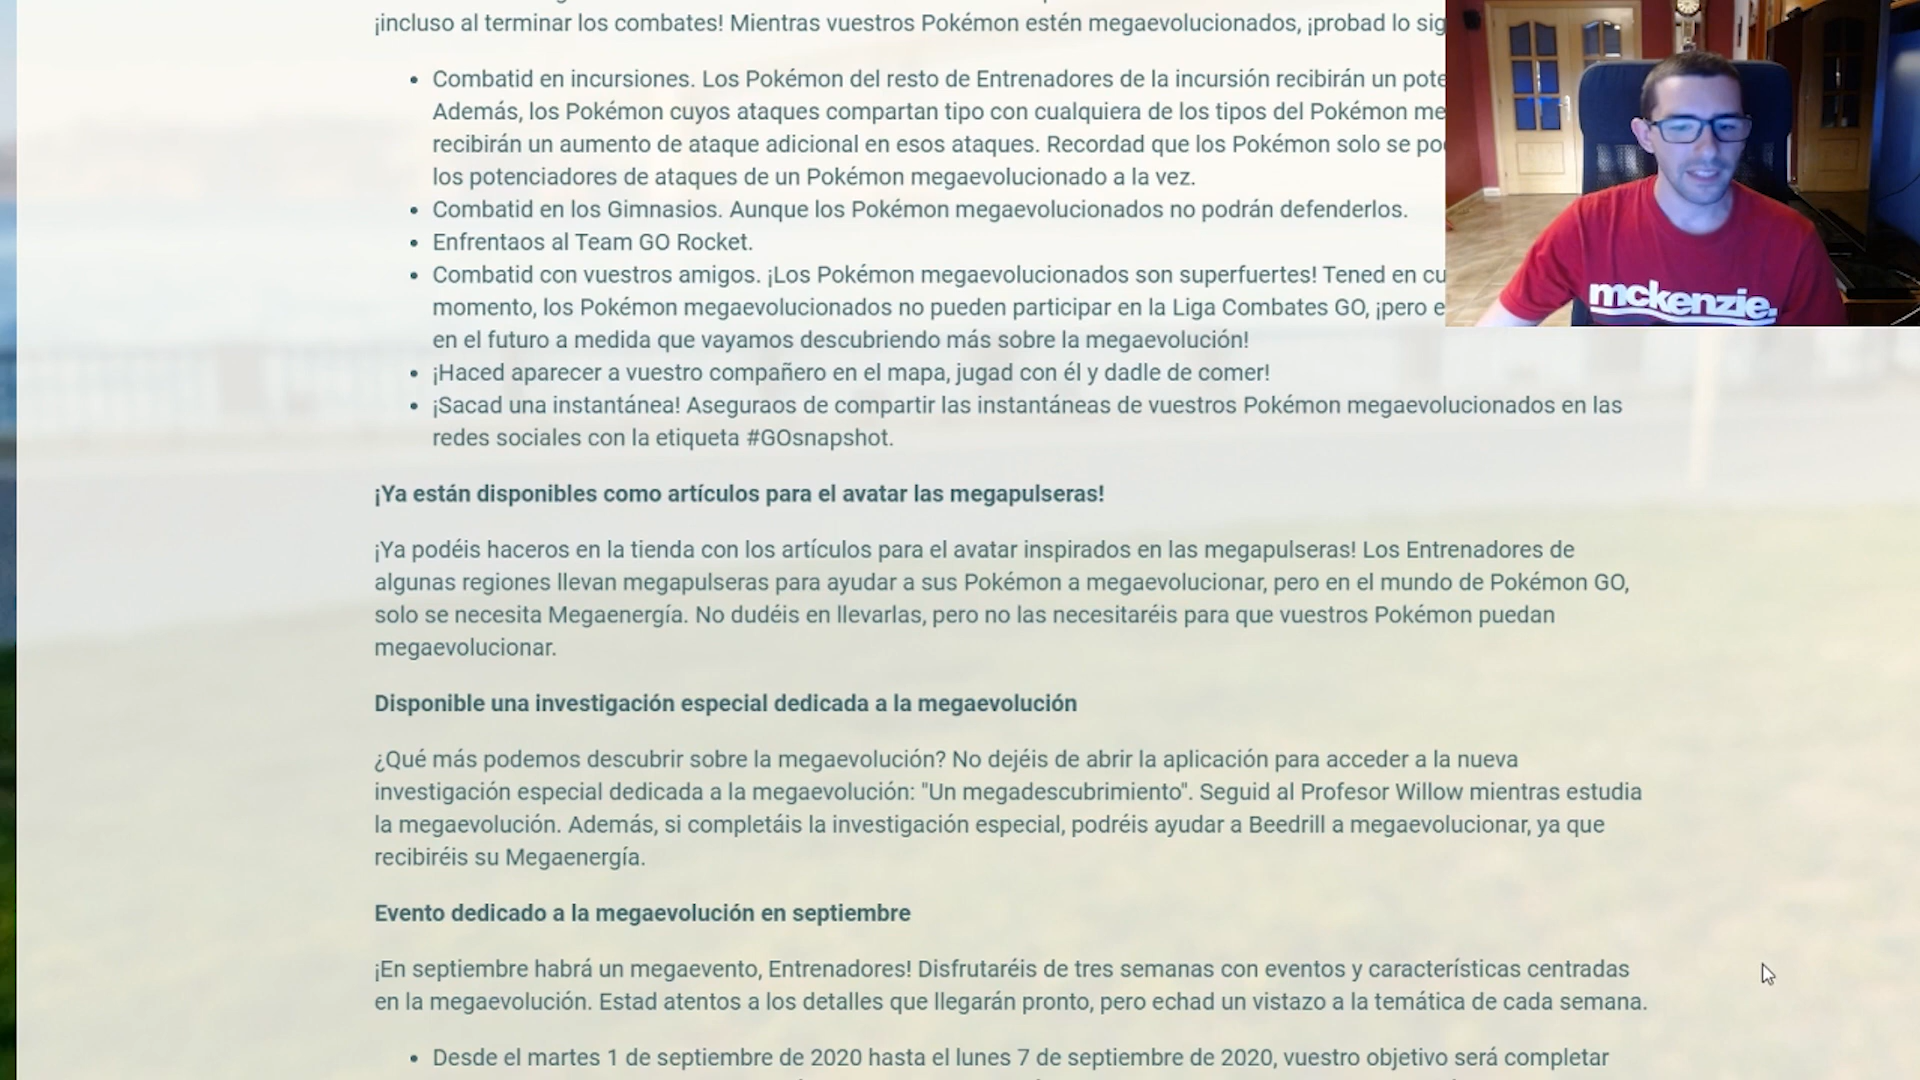 ¡incluso al terminar los combates! Mientras vuestros Pokémon estén megaevolucionados, ¡probad lo
Combatid en incursiones. Los Pokémon del resto de Entrenadores de la incursión recibirán un
Además, los Pokémon cuyos ataques compartan tipo con cualquiera de los tipos del Pokémon
recibirán un aumento de ataque adicional en esos ataques. Recordad que los Pokémon solo se
los potenciadores de ataques de un Pokémon megaevolucionado a la vez.
Combatid en los Gimnasios. Aunque los Pokémon megaevolucionados no podrán defenderlos.
Enfrentaos al Team GO Rocket.
Combatid con vuestros amigos. ¡Los Pokémon megaevolucionados son superfuertes! Tened en
momento, los Pokémon megaevolucionados no pueden participar en la Liga Combates GO, ¡pero
en el futuro a medida que vayamos descubriendo más sobre la megaevolución!
¡Haced aparecer a vuestro compañero en el mapa, jugad con él y dadle de comer!
¡Sacad una instantánea! Aseguraos de compartir las instantáneas de vuestros Pokémon megaevolucionados en las
redes sociales con la etiqueta #GOsnapshot.
¡Ya están disponibles como artículos para el avatar las megapulseras!
¡Ya podéis haceros en la tienda con los artículos para el avatar inspirados en las megapulseras! Los Entrenadores de
algunas regiones llevan megapulseras para ayudar a sus Pokémon a megaevolucionar, pero en el mundo de Pokémon GO,
solo se necesita Megaenergía. No dudéis en llevarlas, pero no las necesitaréis para que vuestros Pokémon puedan
megaevolucionar.
Disponible una investigación especial dedicada a la megaevolución
¿Qué más podemos descubrir sobre la megaevolución? No dejéis de abrir la aplicación para acceder a la nueva
investigación especial dedicada a la megaevolución: "Un megadescubrimiento". Seguid al Profesor Willow mientras estudia
la megaevolución. Además, si completáis la investigación especial, podréis ayudar a Beedrill a megaevolucionar, ya que
recibiréis su Megaenergía.
Evento dedicado a la megaevolución en septiembre
¡En septiembre habrá un megaevento, Entrenadores! Disfrutaréis de tres semanas con eventos y características centradas
en la megaevolución. Estad atentos a los detalles que llegarán pronto, pero echad un vistazo a la temática de cada semana.
Desde el martes 1 de septiembre de 2020 hasta el lunes 7 de septiembre de 2020, vuestro objetivo será completar
mckenzie.